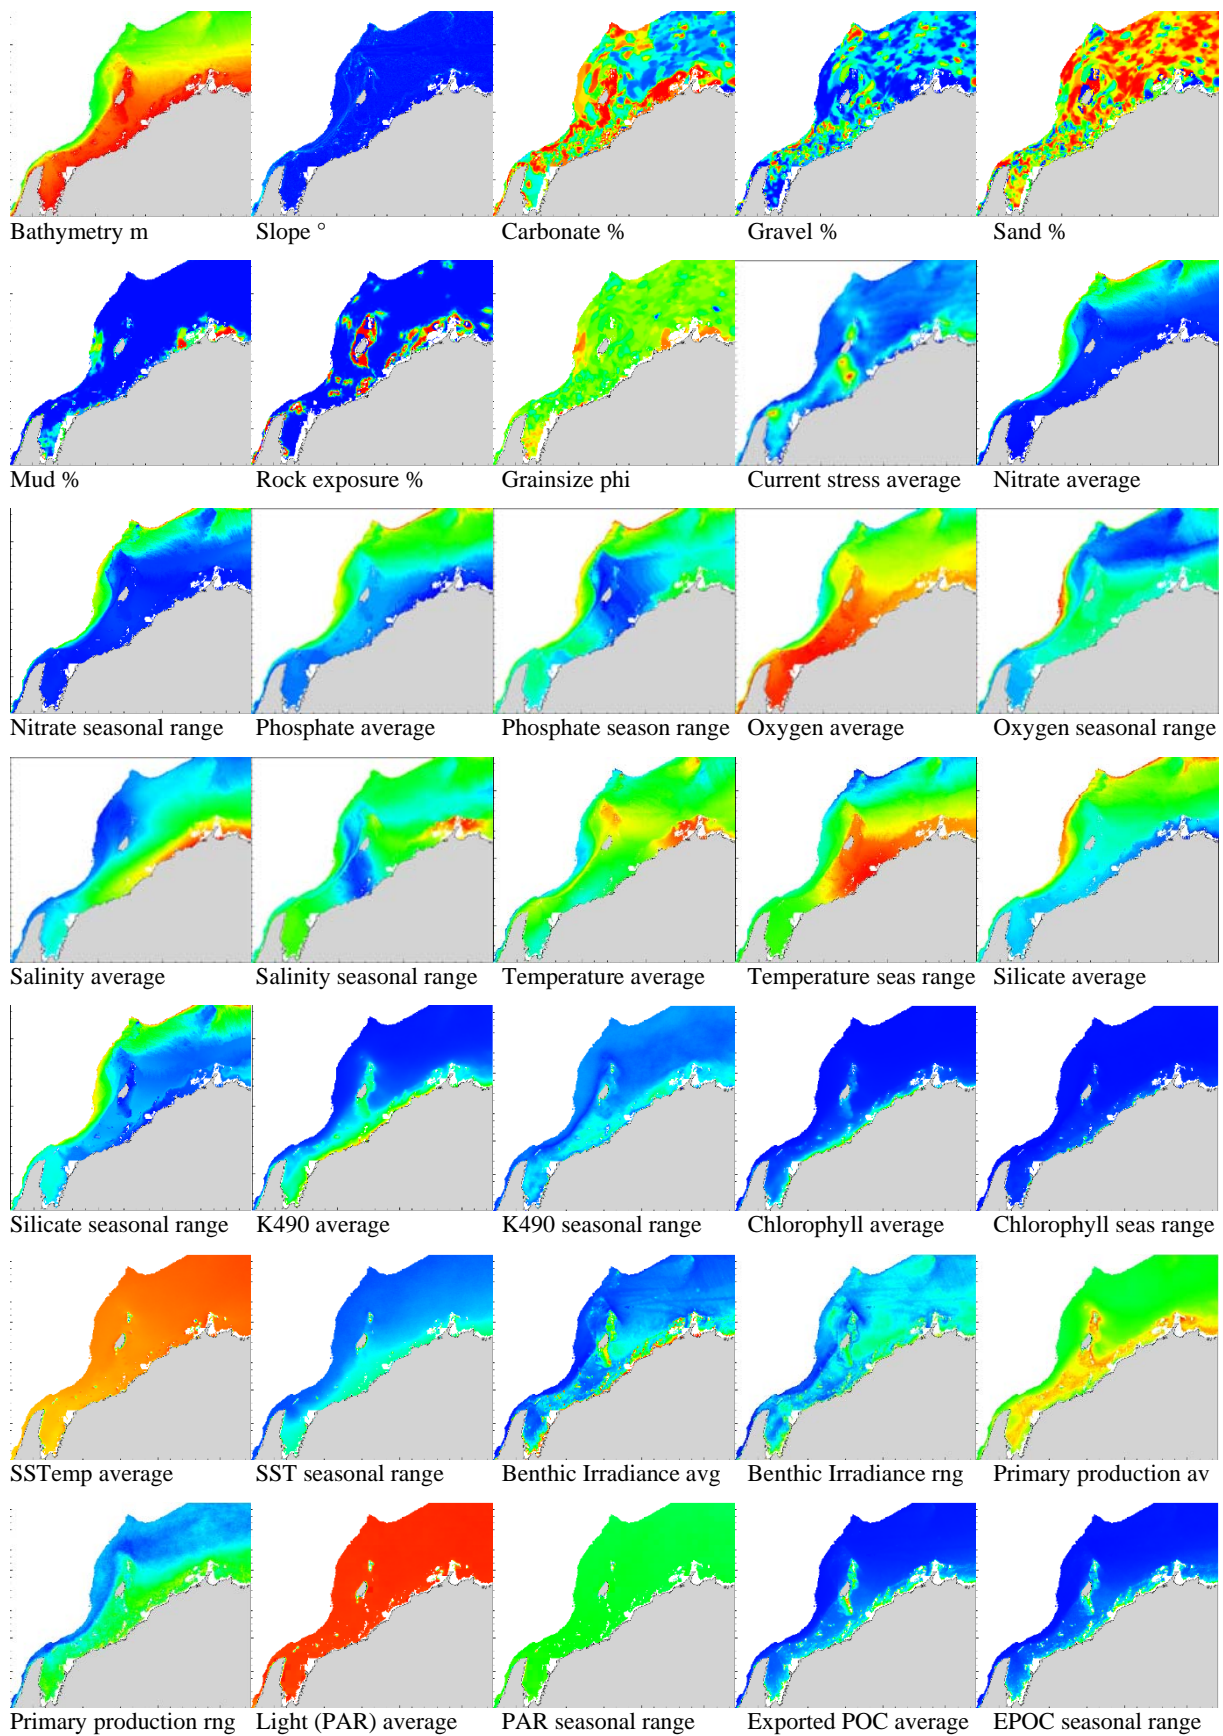 Bathymetry m
Slope °
Carbonate %
Gravel %
Sand %
Mud %
Rock exposure %
Grainsize phi
Current stress average
Nitrate average
Nitrate seasonal range
Phosphate average
Phosphate season range
Oxygen average
Oxygen seasonal range
Salinity average
Salinity seasonal range
Temperature average
Temperature seas range
Silicate average
Silicate seasonal range
K490 average
K490 seasonal range
Chlorophyll average
Chlorophyll seas range
SSTemp average
SST seasonal range
Benthic Irradiance avg
Benthic Irradiance rng
Primary production av
Primary production rng
Light (PAR) average
PAR seasonal range
Exported POC average
EPOC seasonal range